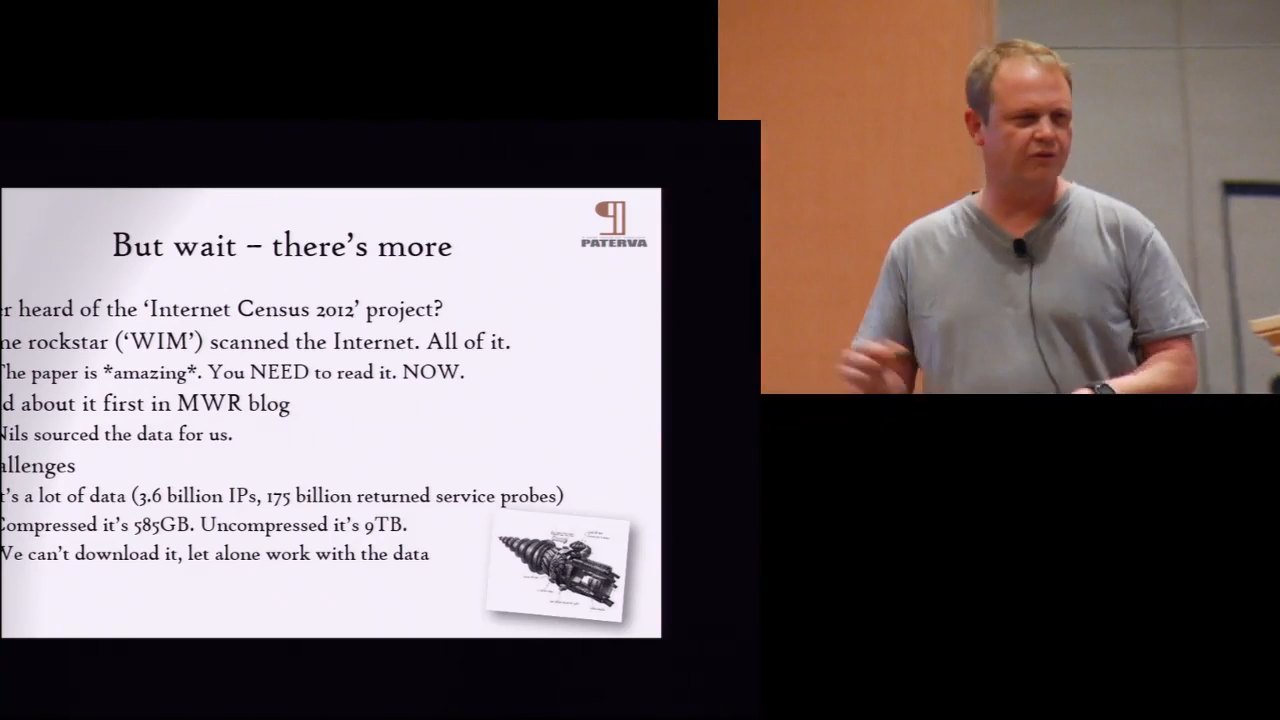 But wait – there's more
PATERVA
er heard of the ‘Internet Census 2012’ project?
ne rockstar (‘WIM’) scanned the Internet. All of it.
The paper is *amazing*. You NEED to read it. NOW.
d about it first in MWR blog
Nils sourced the data for us.
allenges
t's a lot of data (3.6 billion IPs, 175 billion returned service probes)
Compressed it's 585GB. Uncompressed it's 9TB.
We can't download it, let alone work with the data